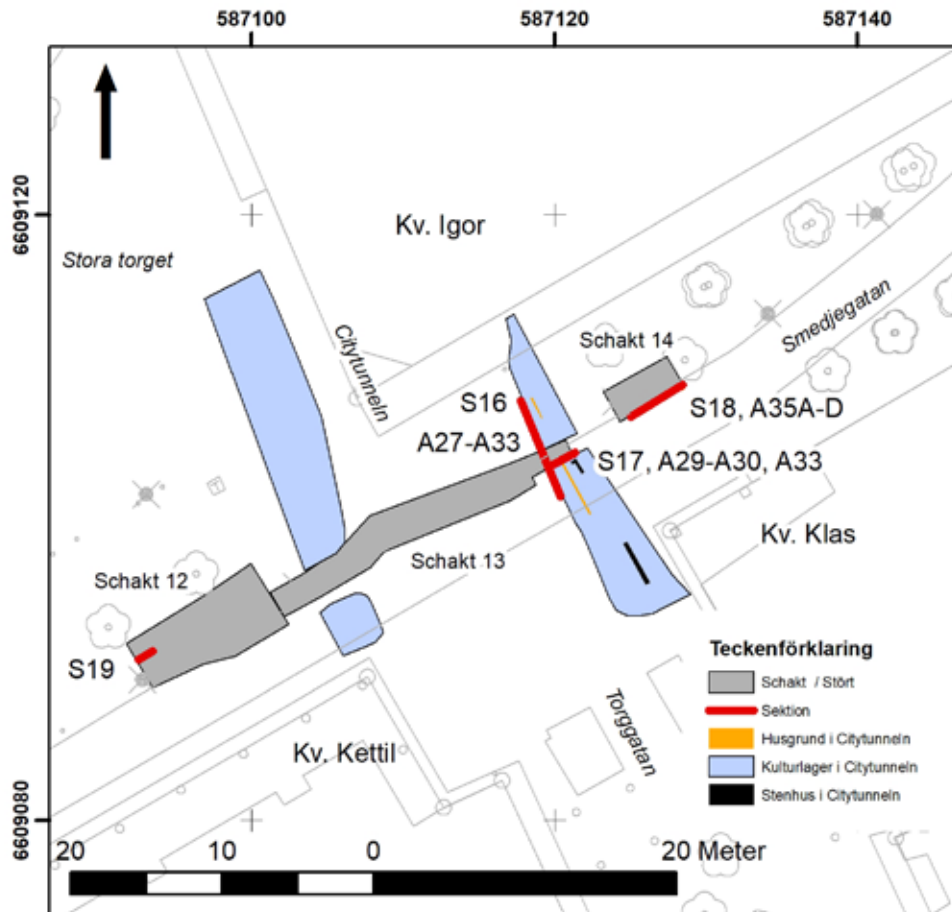 587100
587120
587140
6609120
Kv. Igor
Stora torget
Smedjegatan
Citytunneln
Schakt 14
S16
S18, A35A-D
A27-A33
S17, A29-A30, A33
Kv. Klas
Schakt 13
Schakt 12
S19
Teckenförklaring
Schakt / Stört
Sektion
Husgrund i Citytunneln
Kulturlager i Citytunneln
Stenhus i Citytunneln
Torggatan
Kv. Kettil
6609080
20 10 0 20 Meter